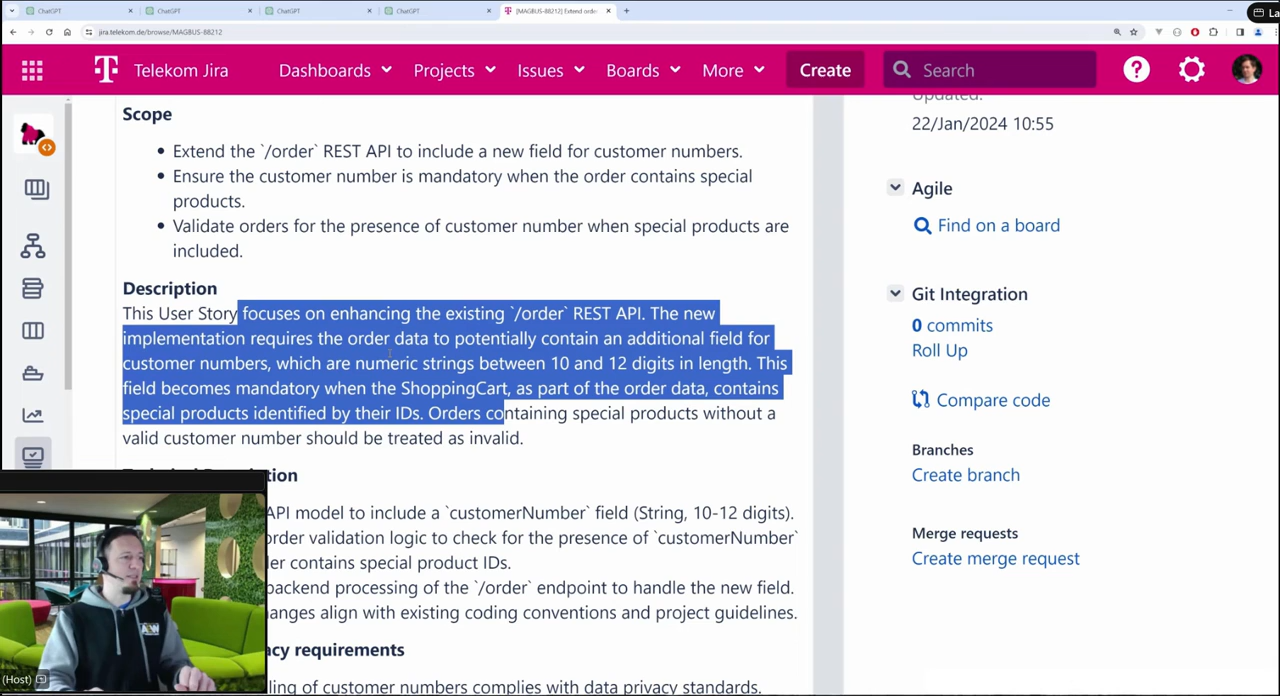 ChatGPT
ChatGPT
ChatGPT
ChatGPT
[MAGBUS-88212] Extend orde
La
jira.telekom.de/browse/MAGBUS-88212
T Telekom Jira Dashboards Projects Issues Boards More Create Search
Scope
Extend the `/order` REST API to include a new field for customer numbers.
Ensure the customer number is mandatory when the order contains special
products.
Validate orders for the presence of customer number when special products are
included.
Description
This User Story focuses on enhancing the existing `/order` REST API. The new
implementation requires the order data to potentially contain an additional field for
customer numbers, which are numeric strings between 10 and 12 digits in length. This
field becomes mandatory when the ShoppingCart, as part of the order data, contains
special products identified by their IDs. Orders containing special products without a
valid customer number should be treated as invalid.
tion
API model to include a `customerNumber` field (String, 10-12 digits).
order validation logic to check for the presence of `customerNumber`
er contains special product IDs.
backend processing of the `/order` endpoint to handle the new field.
anges align with existing coding conventions and project guidelines.
acy requirements
ling of customer numbers complies with data privacy standards.
Updated:
22/Jan/2024 10:55
Agile
Find on a board
Git Integration
0 commits
Roll Up
Compare code
Branches
Create branch
Merge requests
Create merge request
(Host)